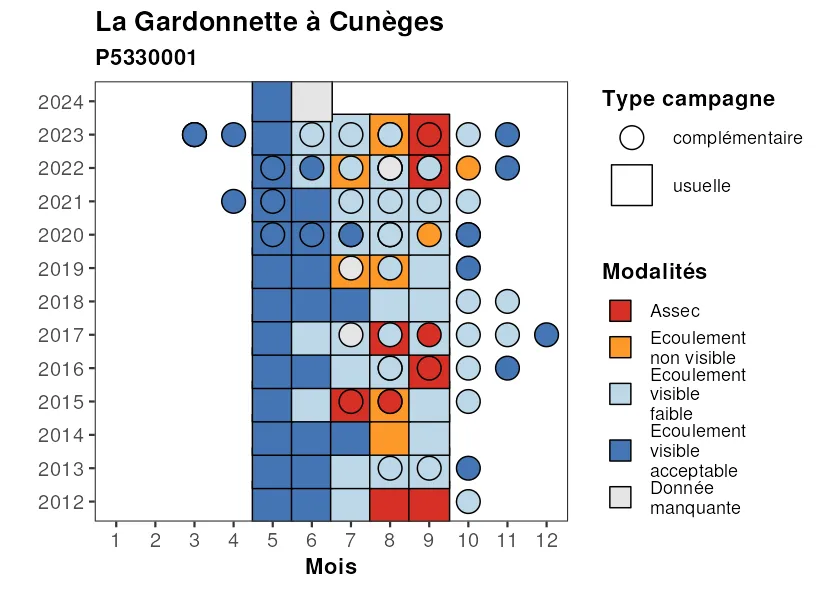 La Gardonnette à Cunèges
P5330001
2024
2023
2022
2021
2020
2019
2018
2017
2016
2015
2014
2013
2012
1 2 3 4 5 6 7 8 9 10 11 12
Mois
Type campagne
complémentaire
usuelle
Modalités
Assec
Ecoulement
non visible
Ecoulement
visible
faible
Ecoulement
visible
acceptable
Donnée
manquante